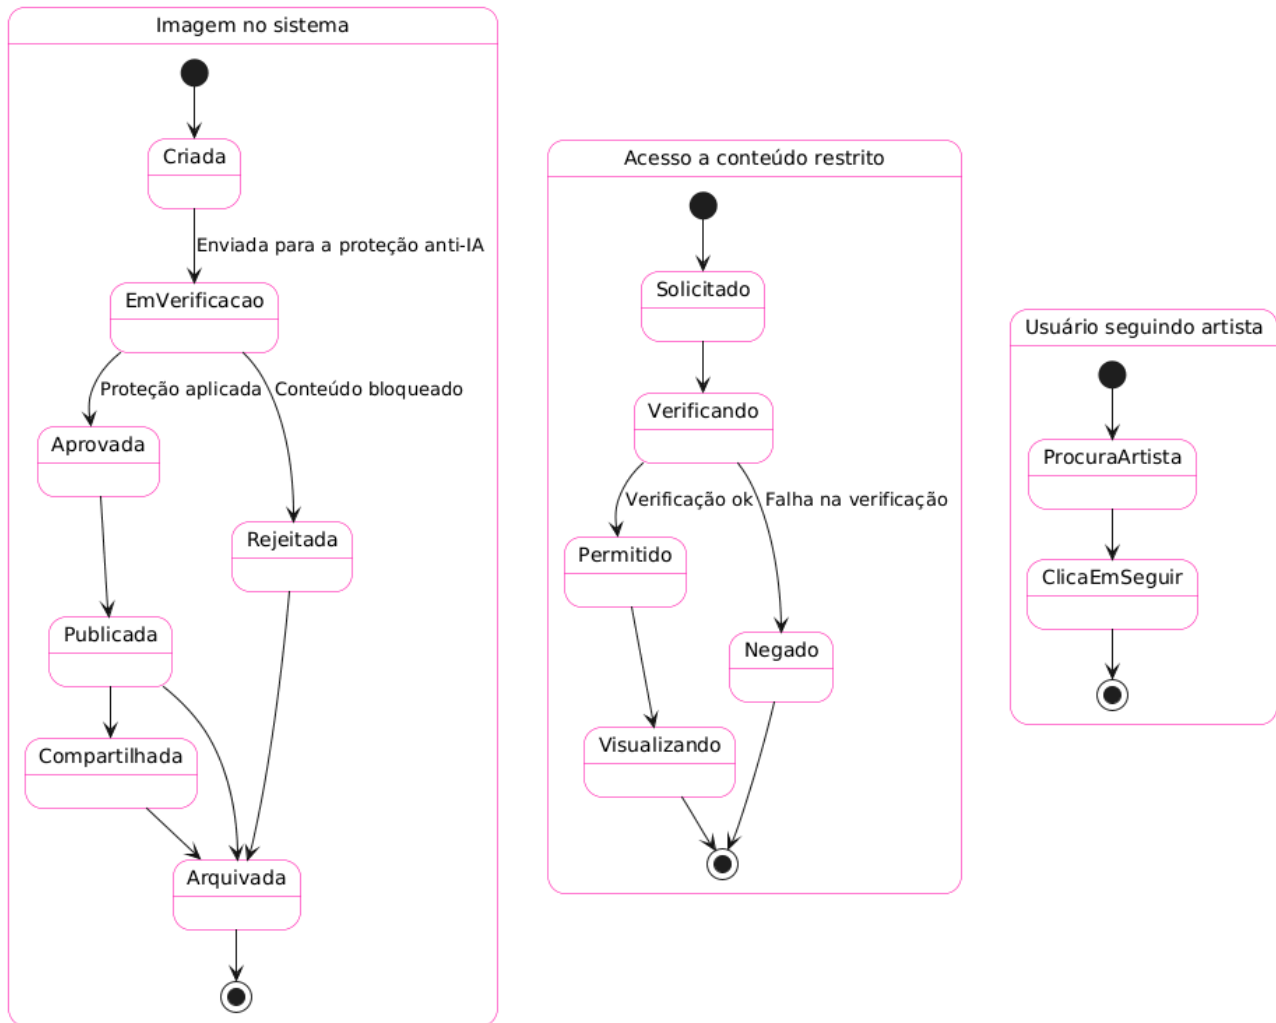 Imagem no sistema
Criada
Enviada para a proteção anti-IA
EmVerificacao
Proteção aplicada
Conteúdo bloqueado
Aprovada
Rejeitada
Publicada
Compartilhada
Arquivada
Acesso a conteúdo restrito
Solicitado
Verificando
Verificação ok
Falha na verificação
Permitido
Negado
Visualizando
Usuário seguindo artista
ProcuraArtista
ClicaEmSeguir